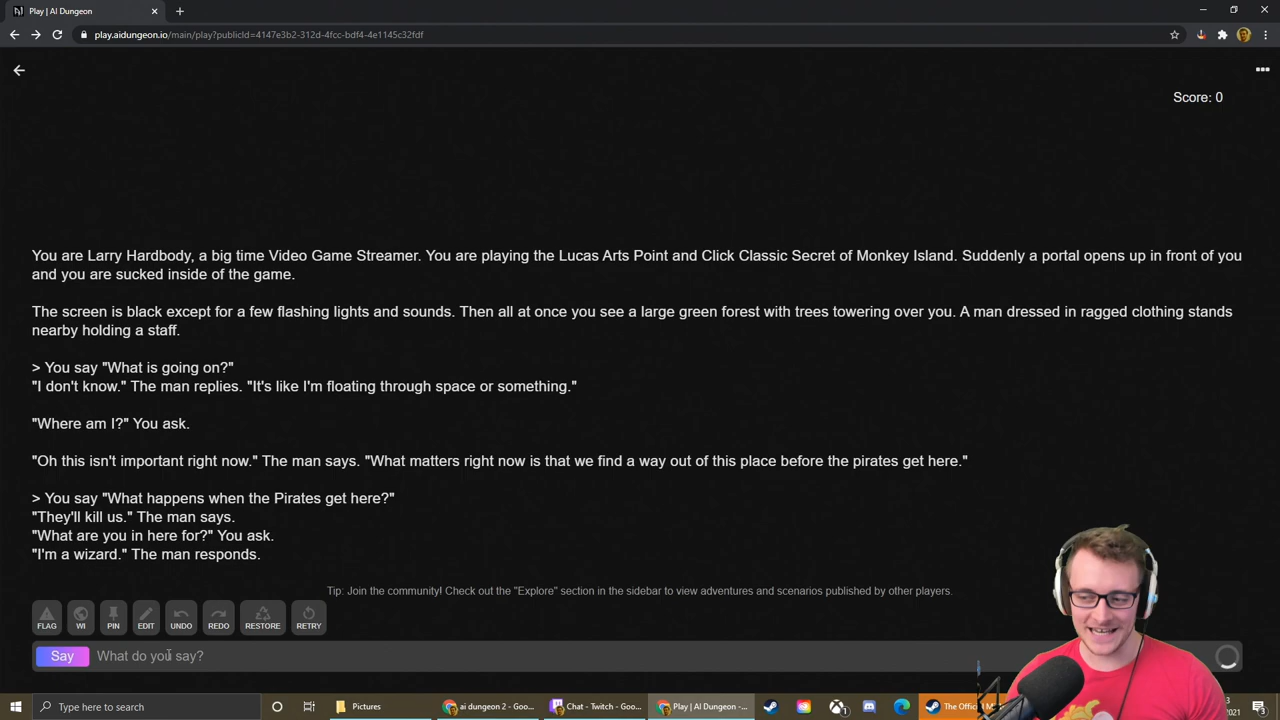 Play | AI Dungeon
play.aidungeon.io/main/play?publicId=4147e3b2-312d-4fcc-bdf4-4e1145c32fdf
Score: 0
You are Larry Hardbody, a big time Video Game Streamer. You are playing the Lucas Arts Point and Click Classic Secret of Monkey Island. Suddenly a portal opens up in front of you
and you are sucked inside of the game.
The screen is black except for a few flashing lights and sounds. Then all at once you see a large green forest with trees towering over you. A man dressed in ragged clothing stands
nearby holding a staff.
> You say "What is going on?"
"I don't know." The man replies. "It's like I'm floating through space or something."
"Where am I?" You ask.
"Oh this isn't important right now." The man says. "What matters right now is that we find a way out of this place before the pirates get here."
> You say "What happens when the Pirates get here?"
"They'll kill us." The man says.
"What are you in here for?" You ask.
"I'm a wizard." The man responds.
Tip: Join the community! Check out the "Explore" section in the sidebar to view adventures and scenarios published by other players.
FLAG WI PIN EDIT UNDO REDO RESTORE RETRY
Say What do you say?
Type here to search Pictures ai dungeon 2 - Goo... Chat - Twitch - Goo... Play | AI Dungeon -... The Official M